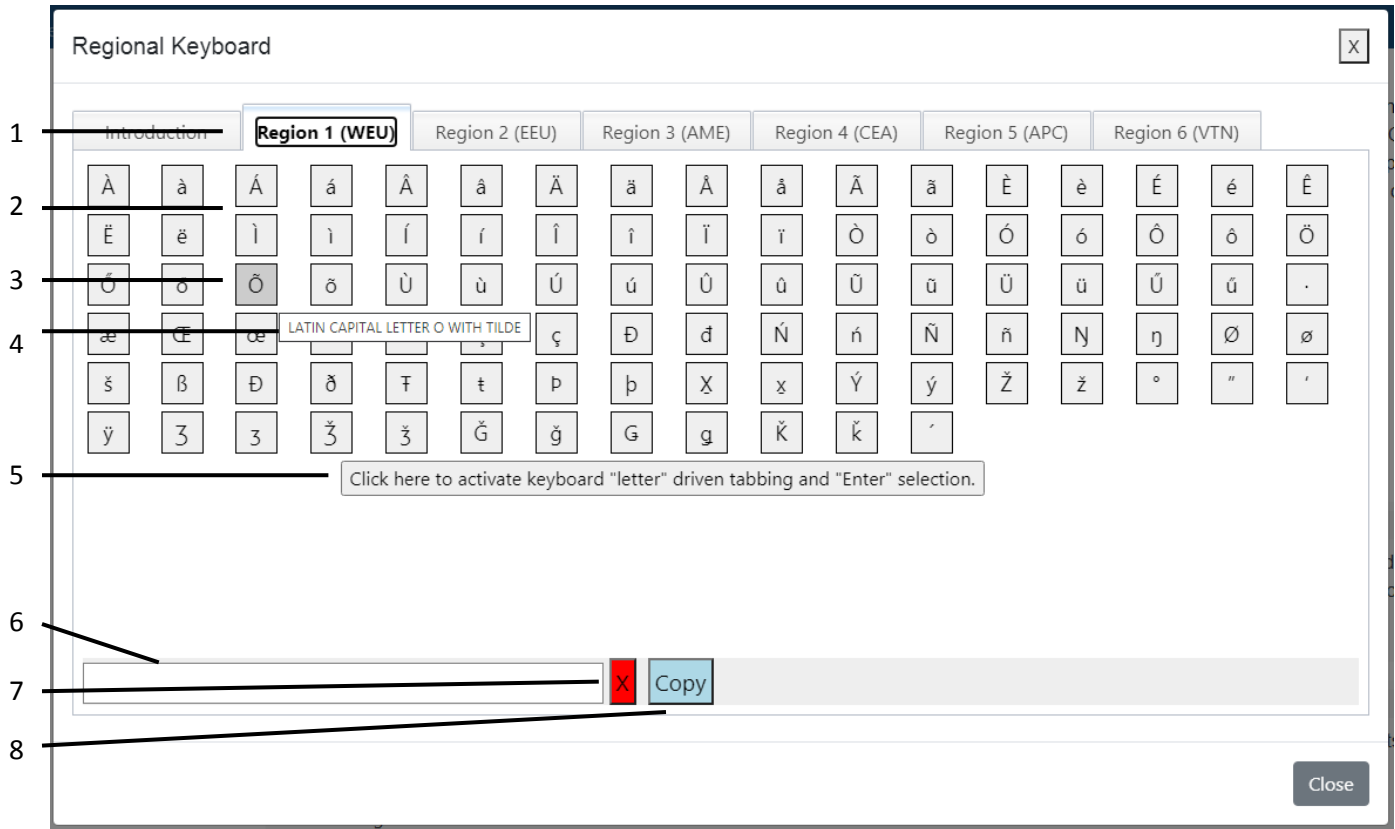 Regional Keyboard
X
1
Introduction Region 1 (WEU) Region 2 (EEU) Region 3 (AME) Region 4 (CEA) Region 5 (APC) Region 6 (VTN)
À à Á á Â â Ä ä Å å Ã ã È è É é Ê
2
Ë ë Ì ì Í í Î î Ï ï Ò ò Ó ó Ô ô Ö
3
Ő Õ õ Ù ù Ú ú Û û Ũ ũ Ü ü Ű ű ·
4
æ Œ œ LATIN CAPITAL LETTER O WITH TILDE ç Đ đ Ń ń Ñ ñ Ŋ ŋ Ø ø
š ß Ð ð Ŧ ŧ Þ þ X̱ x̱ Ý ý Ž ž ° ″ ′
ÿ Ʒ ʒ Ǯ ǯ Ǧ ǧ Ǥ ǥ Ǩ ǩ ´
5
Click here to activate keyboard "letter" driven tabbing and "Enter" selection.
6
7
X Copy
8
Close